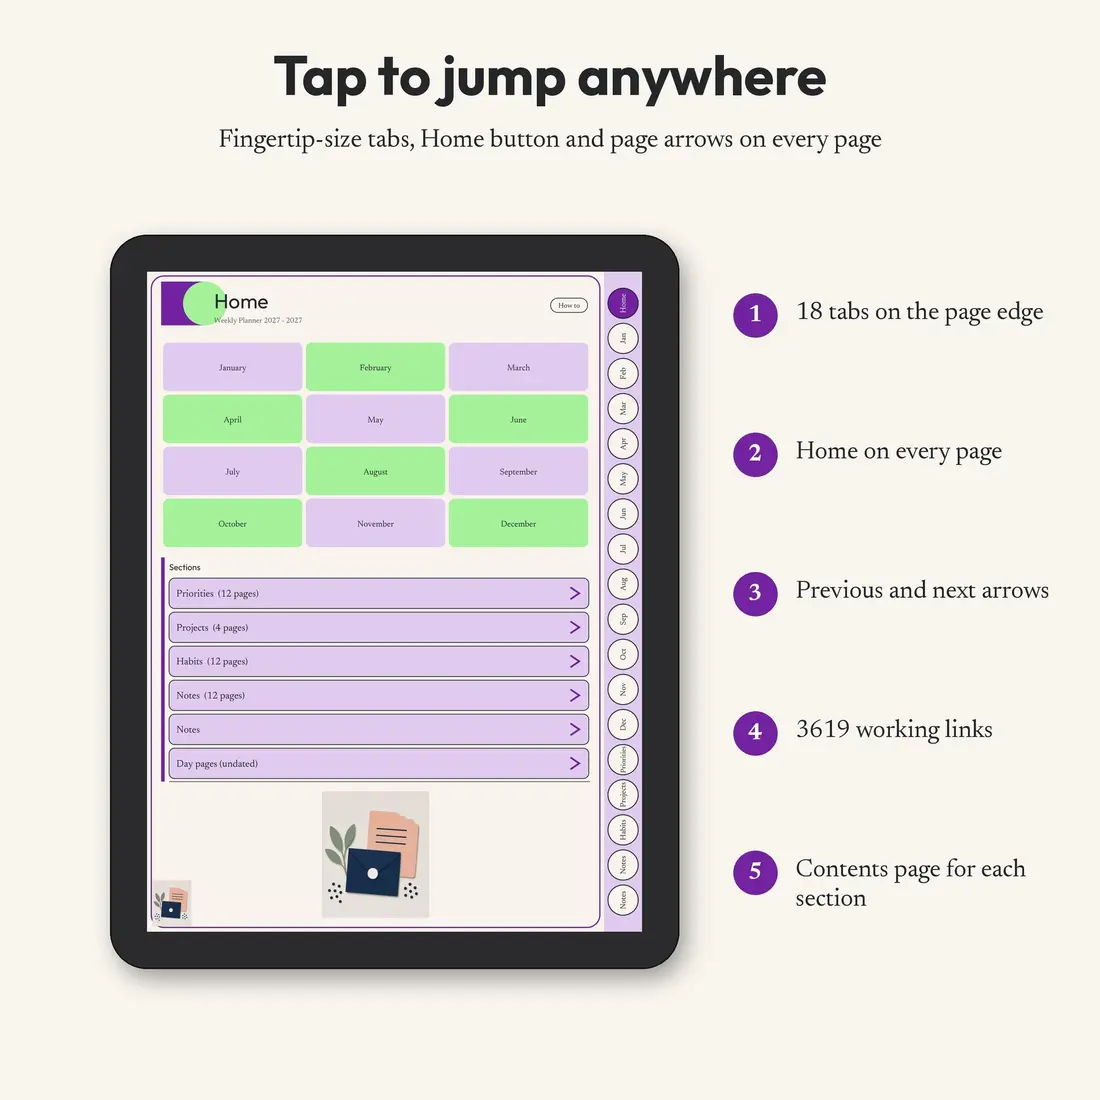 Tap to jump anywhere
Fingertip-size tabs, Home button and page arrows on every page
Home
Weekly Planner 2027 - 2027
How to
January
February
March
April
May
June
July
August
September
October
November
December
Sections
Priorities (12 pages)
Projects (4 pages)
Habits (12 pages)
Notes (12 pages)
Notes
Day pages (undated)
Home
Jan
Feb
Mar
Apr
May
Jun
Jul
Aug
Sep
Oct
Nov
Dec
Priorities
Projects
Habits
Notes
Notes
1 18 tabs on the page edge
2 Home on every page
3 Previous and next arrows
4 3619 working links
5 Contents page for each
section